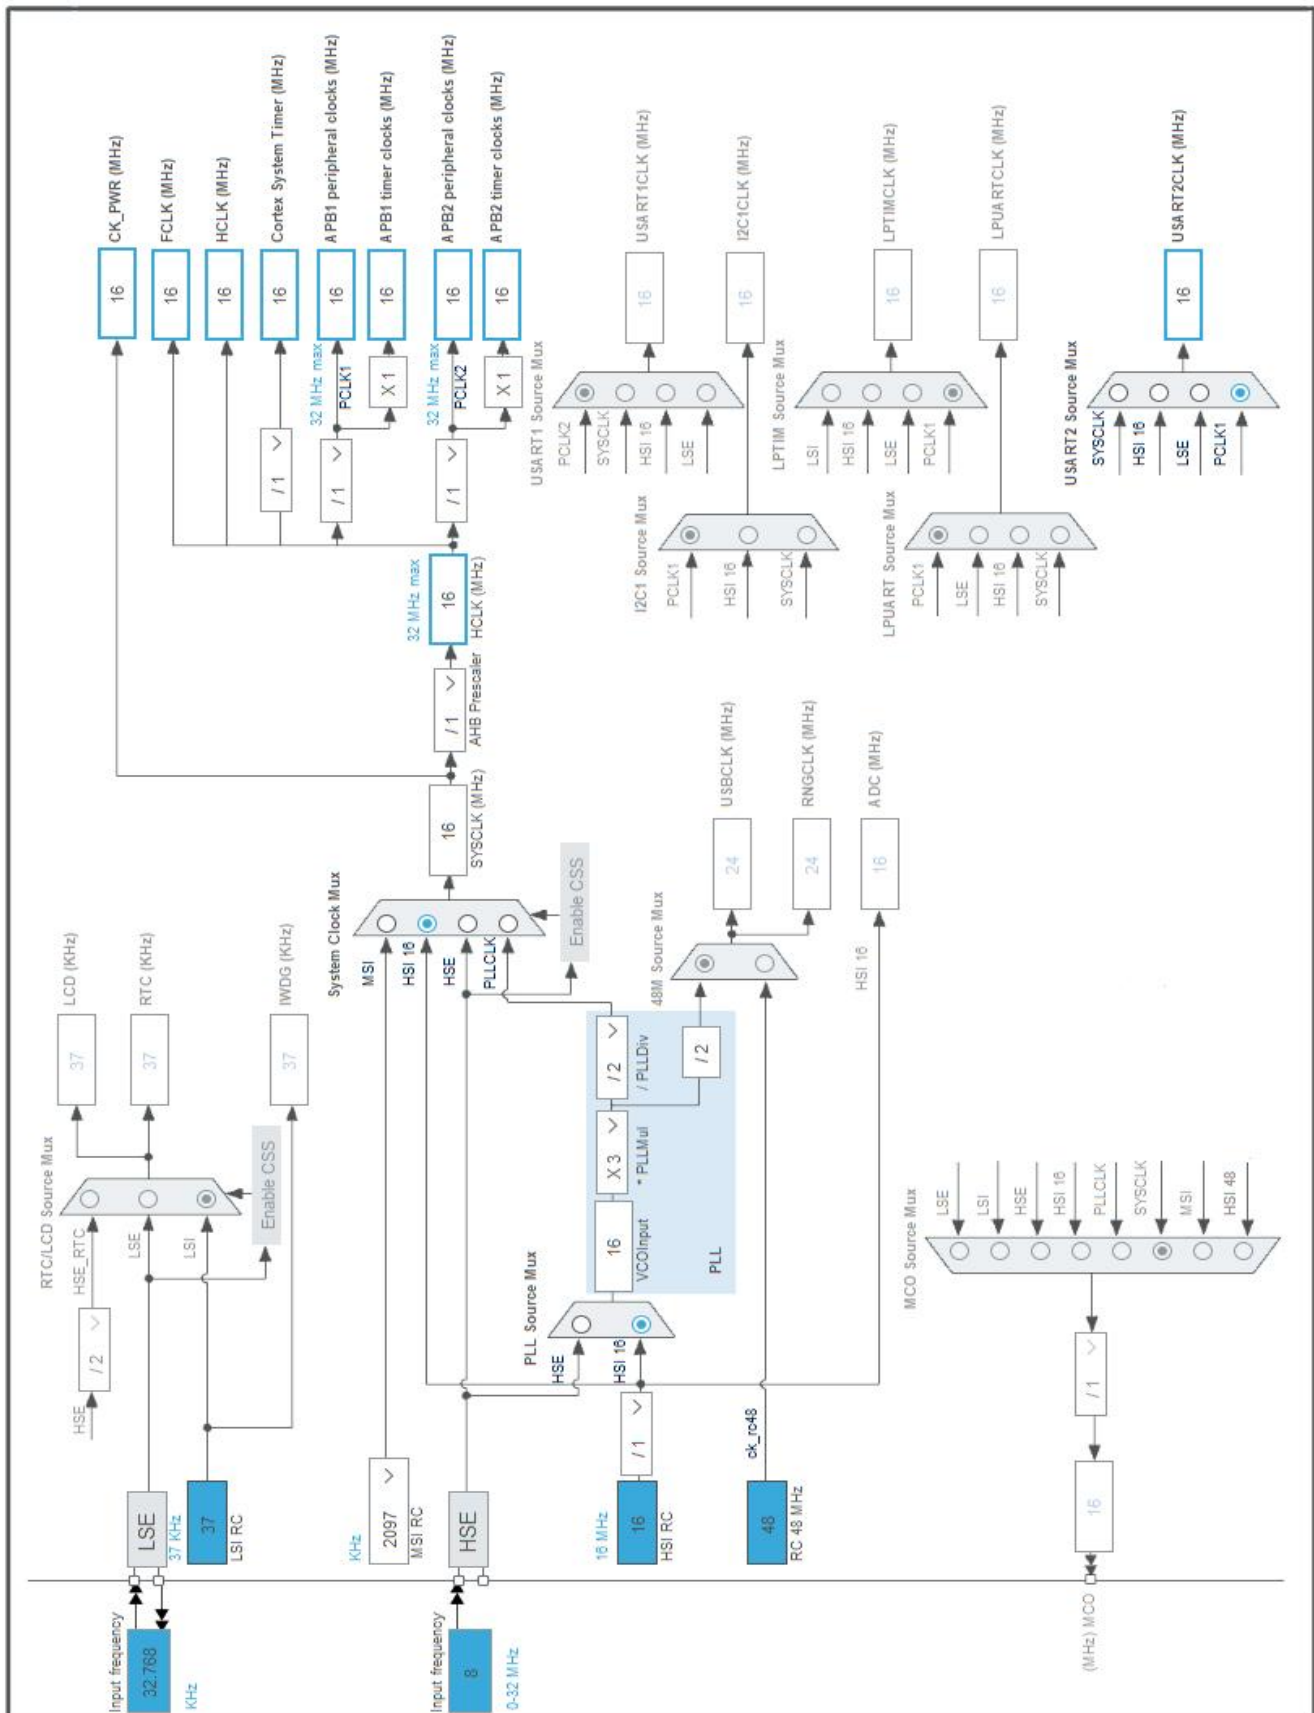 Input frequency
32.768
KHz
LSE
37 KHz
37
LSI RC
HSE
/ 2
HSE_RTC
LSE
LSI
RTC/LCD Source Mux
Enable CSS
37
LCD (KHz)
37
RTC (KHz)
37
IWDG (KHz)
Input frequency
8
0-32 MHz
KHz
2097
MSI RC
HSE
16 MHz
16
HSI RC
/ 1
48
RC 48 MHz
ck_rc48
PLL Source Mux
HSE
HSI 16
16
VCOInput
X 3
* PLLMul
/ 2
/ PLLDiv
/ 2
PLL
System Clock Mux
MSI
HSI 16
HSE
PLLCLK
Enable CSS
48M Source Mux
24
USBCLK (MHz)
24
RNGCLK (MHz)
HSI 16
16
ADC (MHz)
16
SYSCLK (MHz)
/ 1
AHB Prescaler
32 MHz max
16
HCLK (MHz)
16
CK_PWR (MHz)
16
FCLK (MHz)
16
HCLK (MHz)
/ 1
16
Cortex System Timer (MHz)
/ 1
32 MHz max
PCLK1
16
APB1 peripheral clocks (MHz)
X 1
16
APB1 timer clocks (MHz)
/ 1
32 MHz max
PCLK2
16
APB2 peripheral clocks (MHz)
X 1
16
APB2 timer clocks (MHz)
USART1 Source Mux
PCLK2
SYSCLK
HSI 16
LSE
16
USART1CLK (MHz)
I2C1 Source Mux
PCLK1
HSI 16
SYSCLK
16
I2C1CLK (MHz)
LPTIM Source Mux
LSI
HSI 16
LSE
PCLK1
16
LPTIMCLK (MHz)
LPUART Source Mux
PCLK1
LSE
HSI 16
SYSCLK
16
LPUARTCLK (MHz)
USART2 Source Mux
SYSCLK
HSI 16
LSE
PCLK1
16
USART2CLK (MHz)
MCO Source Mux
LSE
LSI
HSE
HSI 16
PLLCLK
SYSCLK
MSI
HSI 48
/ 1
16
(MHz) MCO